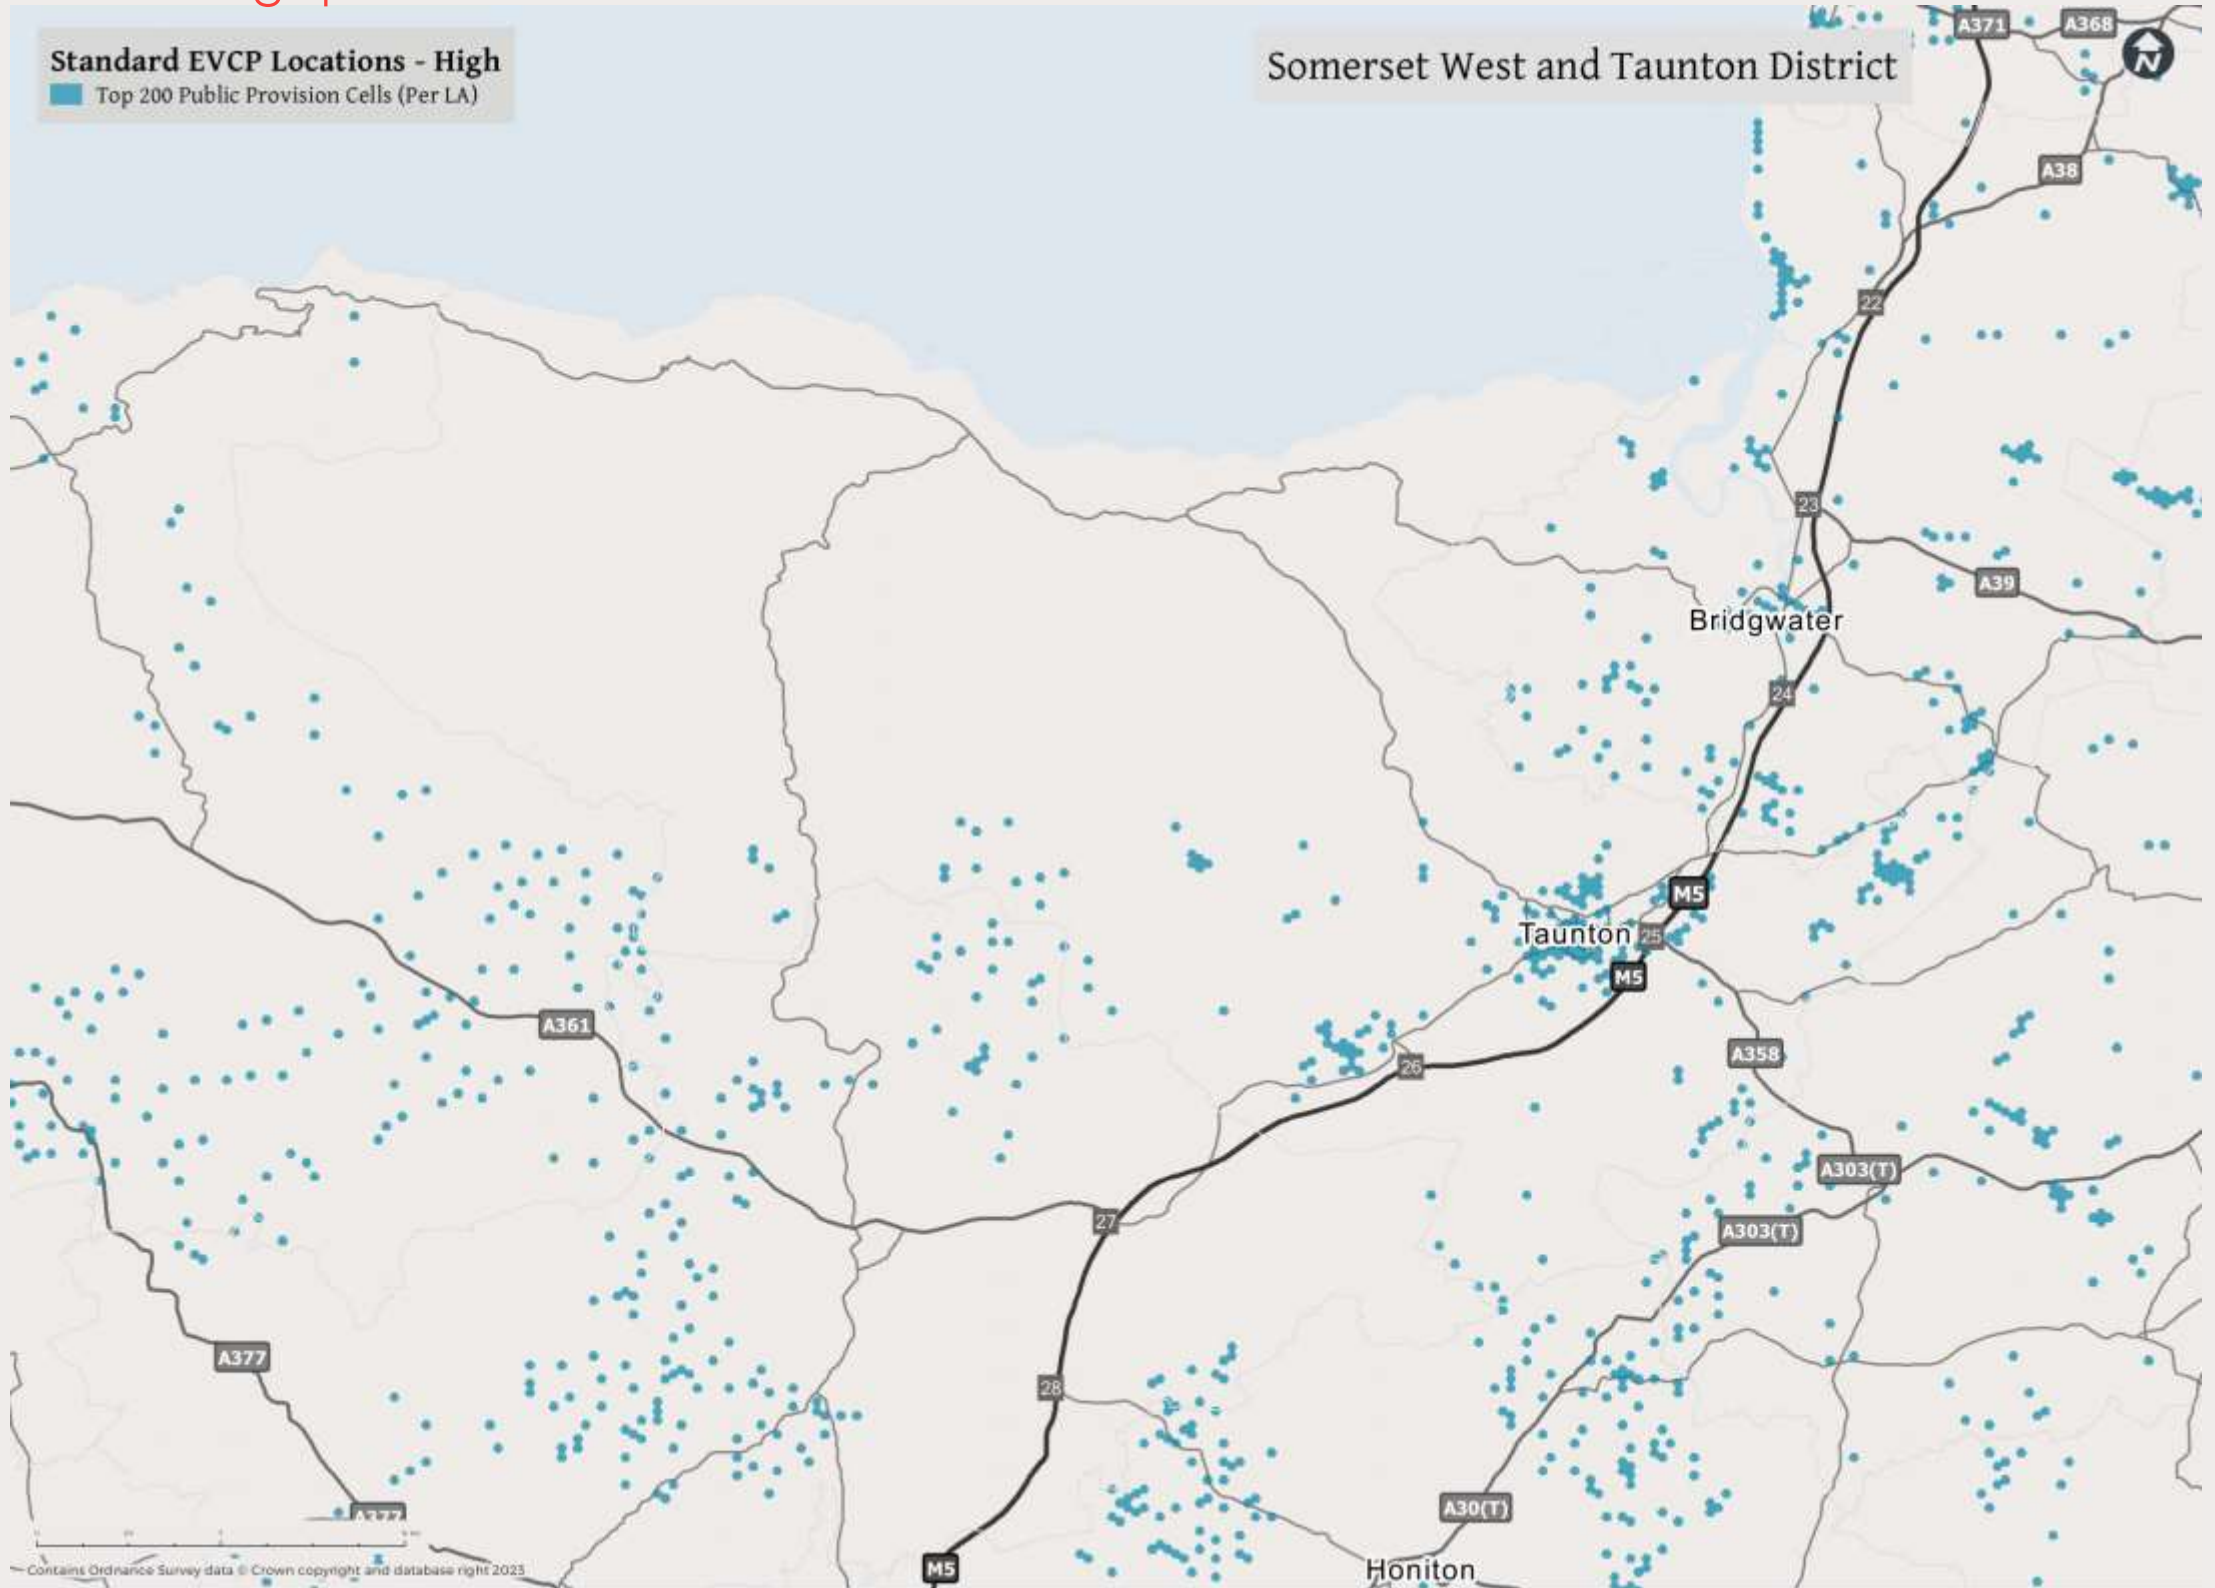 Standard EVCP Locations - High
Top 200 Public Provision Cells (Per LA)
Somerset West and Taunton District
A371
A368
N
A38
22
23
A39
Bridgwater
24
M5
Taunton
25
M5
A361
26
A358
A303(T)
27
A303(T)
A377
28
A30(T)
A377
M5
Honiton
Contains Ordnance Survey data © Crown copyright and database right 2023